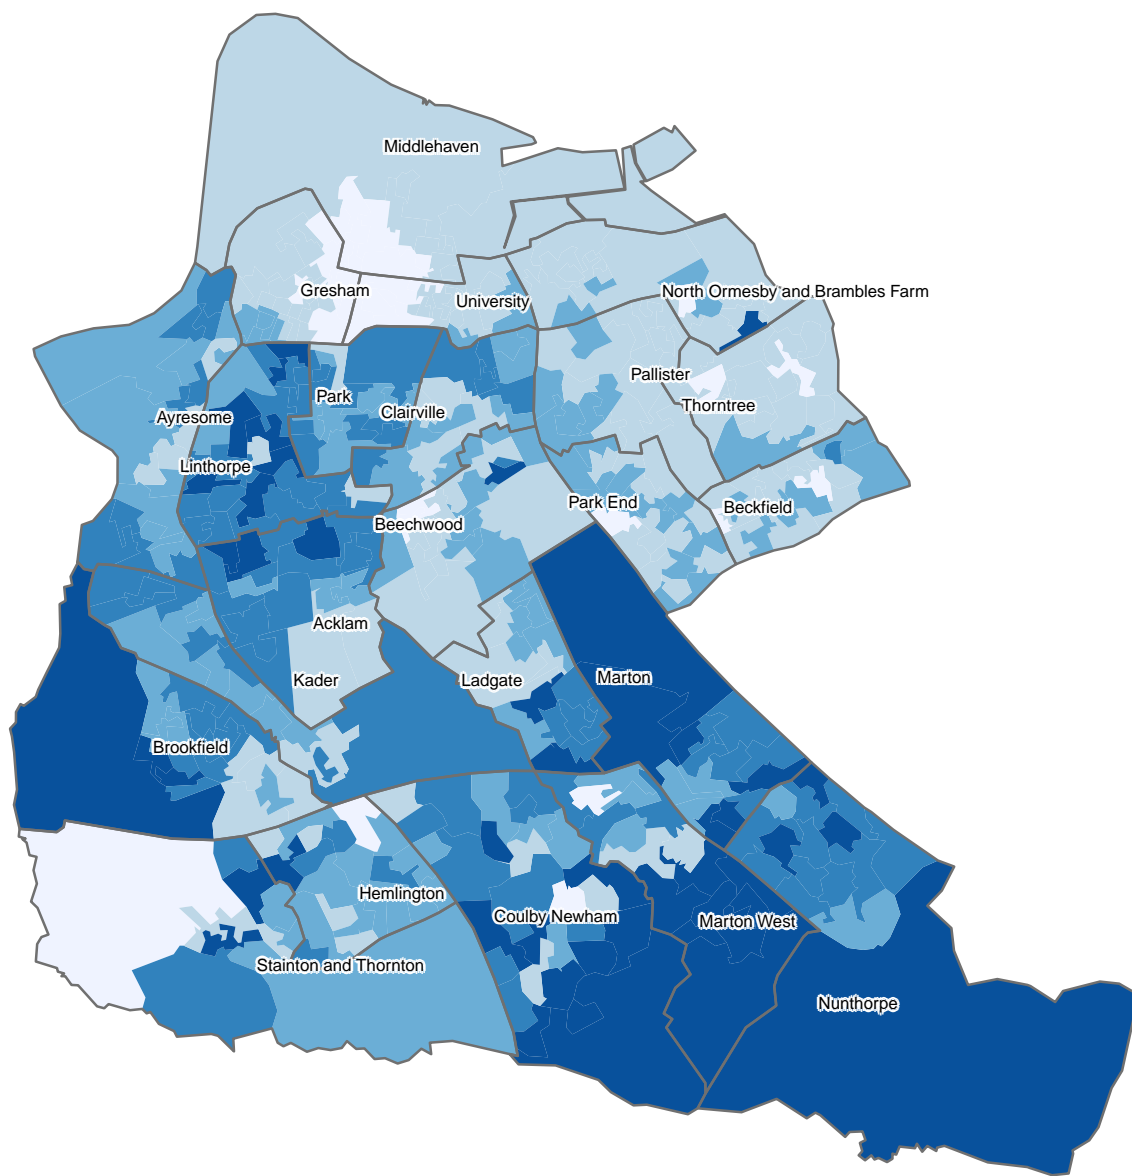 Middlehaven
Gresham
University
North Ormesby and Brambles Farm
Pallister
Park
Thorntree
Clairville
Ayresome
Linthorpe
Park End
Beckfield
Beechwood
Acklam
Kader
Ladgate
Marton
Brookfield
Hemlington
Coulby Newham
Marton West
Stainton and Thornton
Nunthorpe